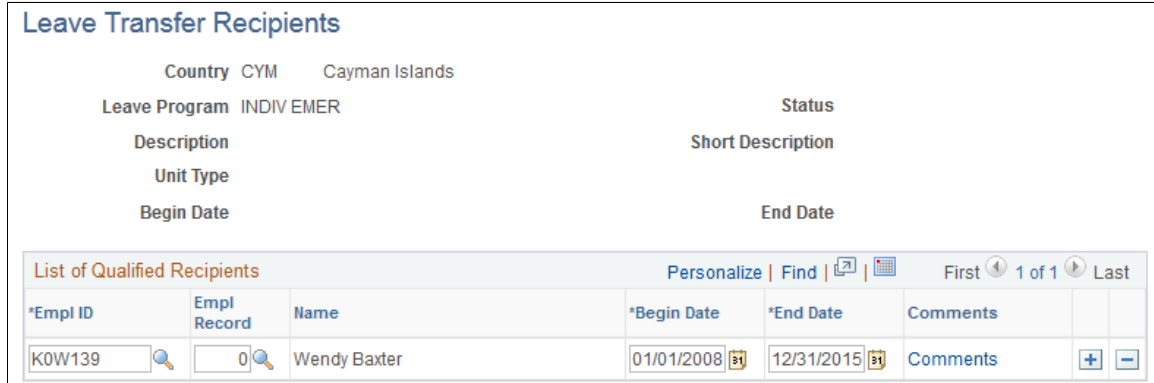 Leave Transfer Recipients
Country CYM Cayman Islands
Leave Program INDIV EMER Status
Description Short Description
Unit Type
Begin Date End Date
List of Qualified Recipients Personalize | Find | | First 1 of 1 Last
*Empl ID Empl Record Name *Begin Date *End Date Comments
K0W139 0 Wendy Baxter 01/01/2008 12/31/2015 Comments